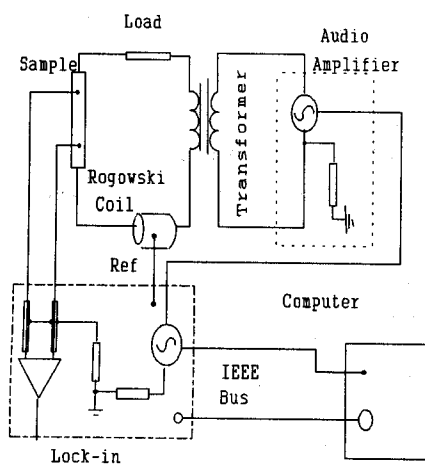 Load
Audio
Amplifier
Sample
Transformer
Rogowski
Coil
Ref
Computer
IEEE
Bus
Lock-in